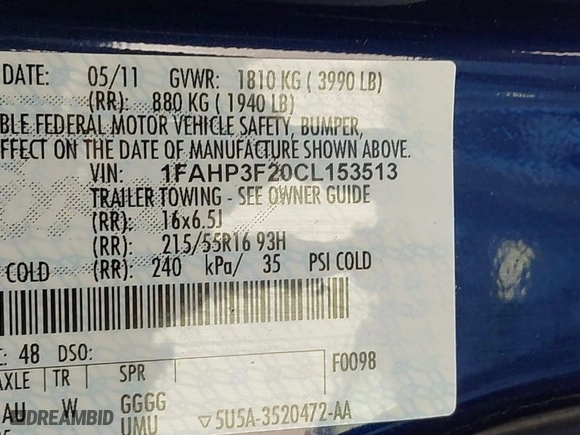 DATE: 05/11 GVWR: 1810 KG ( 3990 LB)
(RR): 880 KG ( 1940 LB)
BLE FEDERAL MOTOR VEHICLE SAFETY, BUMPER,
EFFECT ON THE DATE OF MANUFACTURE SHOWN ABOVE.
VIN: 1FAHP3F20CL153513
TRAILER TOWING - SEE OWNER GUIDE
(RR): 16x6.5J
(RR): 215/55R16 93H
COLD (RR): 240 kPa/ 35 PSI COLD
: 48 DSO:
F0098
AXLE TR SPR
AU W GGGG
UMU 5U5A-3520472-AA
DREAMBID